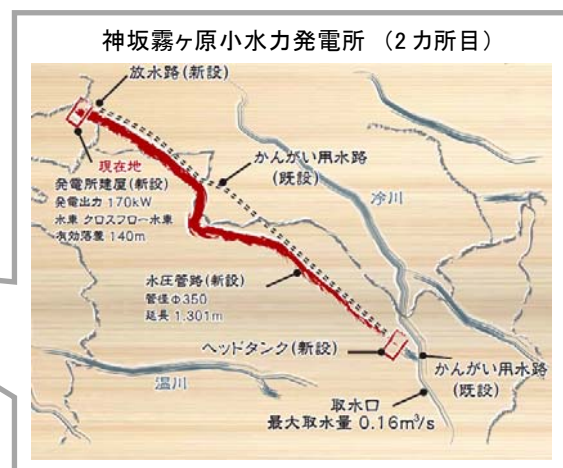 神坂霧ヶ原小水力発電所 (2カ所目)
放水路(新設)
現在地
発電所建屋(新設)
発電出力 170kW
水車 クロスフロー水車
有効落差 140m
かんがい用水路
(既設)
冷川
水圧管路(新設)
管径Φ350
延長 1,301m
ヘッドタンク(新設)
かんがい用水路
(既設)
温川
取水口
最大取水量 0.16m³/s